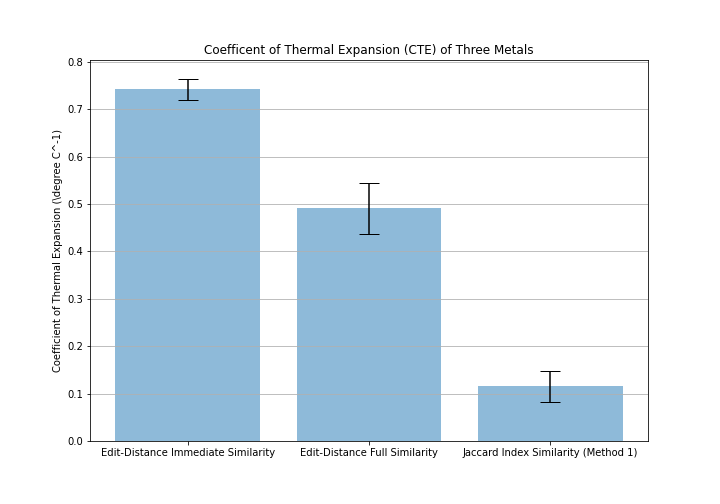 Coefficent of Thermal Expansion (CTE) of Three Metals
Coefficient of Thermal Expansion (\degree C^-1)
0.8
0.7
0.6
0.5
0.4
0.3
0.2
0.1
0.0
Edit-Distance Immediate Similarity
Edit-Distance Full Similarity
Jaccard Index Similarity (Method 1)